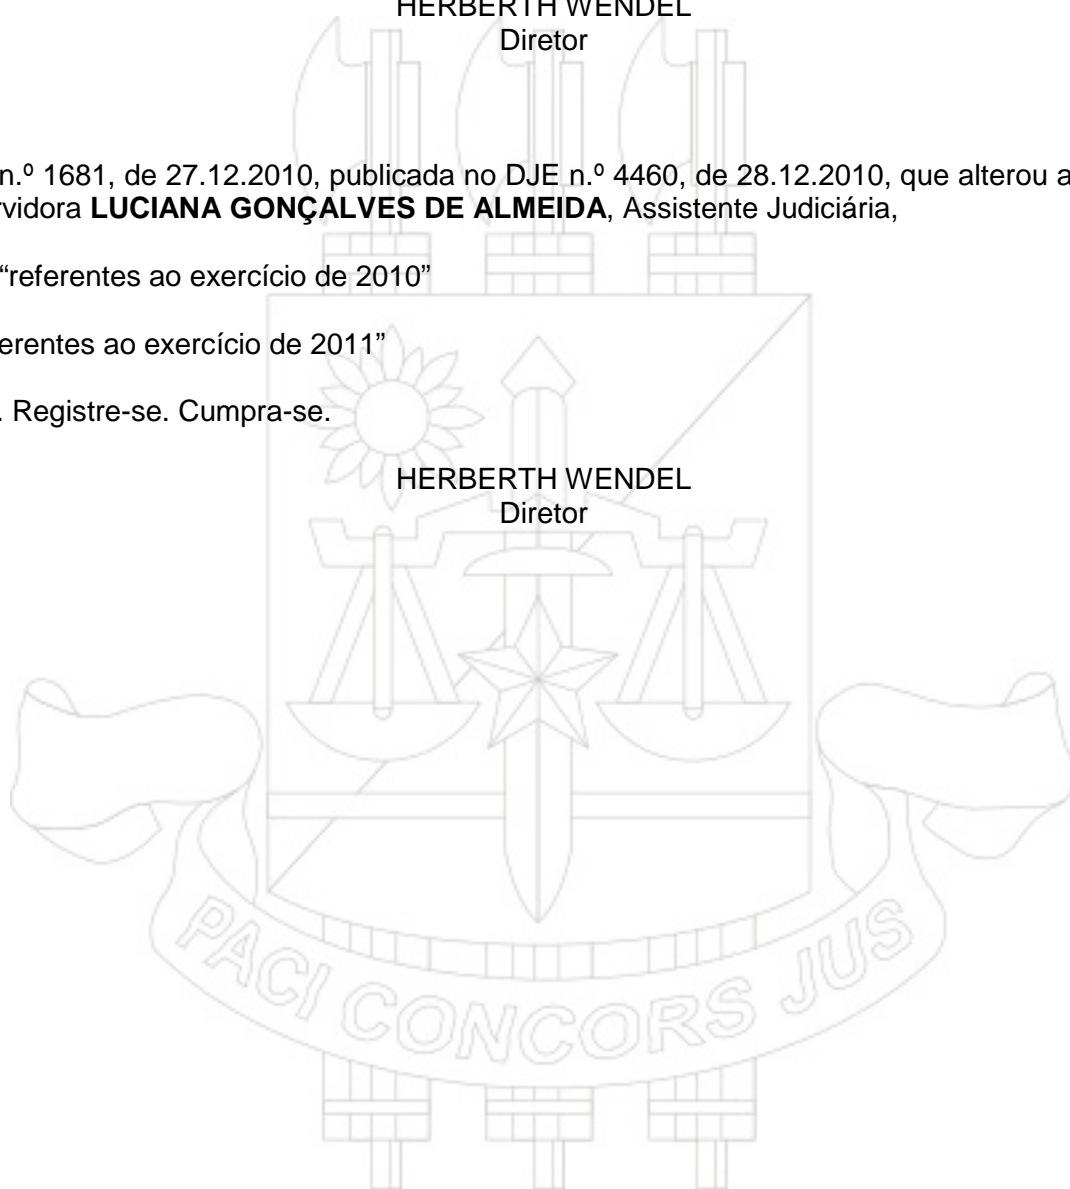 HERBERTH WENDEL
Diretor
n.º 1681, de 27.12.2010, publicada no DJE n.º 4460, de 28.12.2010, que alterou a
rvidora LUCIANA GONÇALVES DE ALMEIDA, Assistente Judiciária,
“referentes ao exercício de 2010”
erentes ao exercício de 2011”
. Registre-se. Cumpra-se.
HERBERTH WENDEL
Diretor
PACI CONCORS JUS